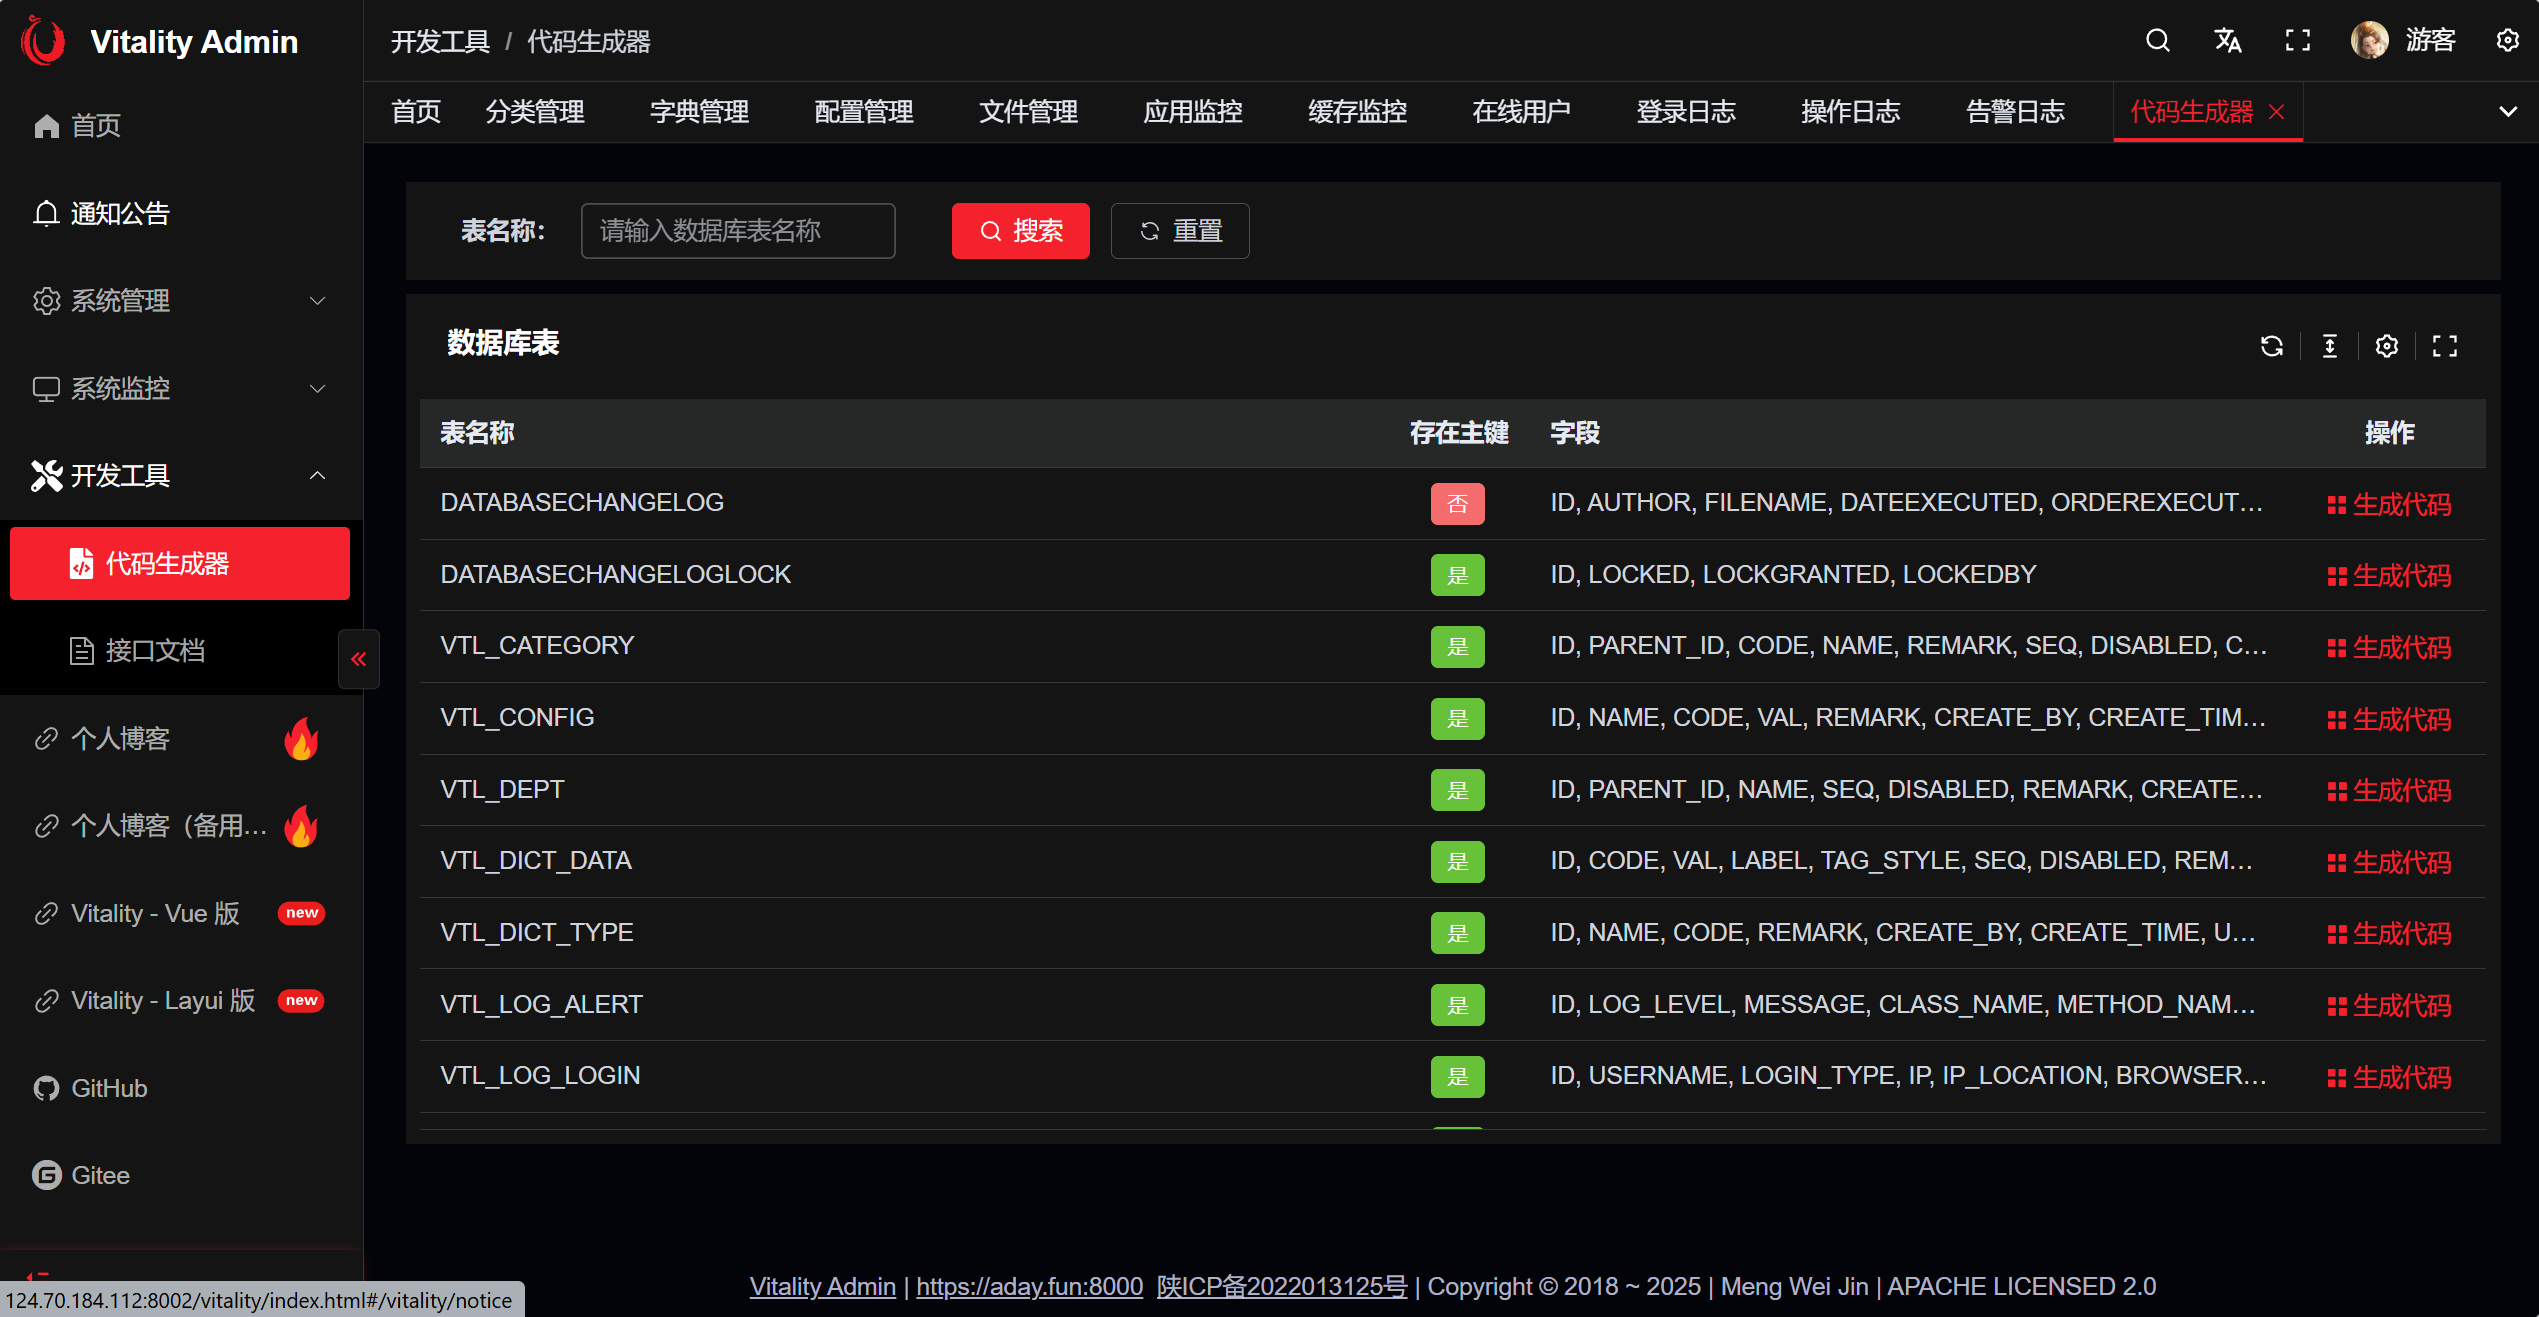 Vitality Admin
开发工具 / 代码生成器
游客
首页 分类管理 字典管理 配置管理 文件管理 应用监控 缓存监控 在线用户 登录日志 操作日志 告警日志 代码生成器
首页
通知公告
系统管理
系统监控
开发工具
代码生成器
接口文档
个人博客
个人博客（备用...
Vitality - Vue 版 new
Vitality - Layui 版 new
GitHub
Gitee
表名称： 请输入数据库表名称 搜索 重置
数据库表
表名称 存在主键 字段 操作
DATABASECHANGELOG 否 ID, AUTHOR, FILENAME, DATEEXECUTED, ORDEREXECUT... 生成代码
DATABASECHANGELOGLOCK 是 ID, LOCKED, LOCKGRANTED, LOCKEDBY 生成代码
VTL_CATEGORY 是 ID, PARENT_ID, CODE, NAME, REMARK, SEQ, DISABLED, C... 生成代码
VTL_CONFIG 是 ID, NAME, CODE, VAL, REMARK, CREATE_BY, CREATE_TIM... 生成代码
VTL_DEPT 是 ID, PARENT_ID, NAME, SEQ, DISABLED, REMARK, CREATE... 生成代码
VTL_DICT_DATA 是 ID, CODE, VAL, LABEL, TAG_STYLE, SEQ, DISABLED, REM... 生成代码
VTL_DICT_TYPE 是 ID, NAME, CODE, REMARK, CREATE_BY, CREATE_TIME, U... 生成代码
VTL_LOG_ALERT 是 ID, LOG_LEVEL, MESSAGE, CLASS_NAME, METHOD_NAM... 生成代码
VTL_LOG_LOGIN 是 ID, USERNAME, LOGIN_TYPE, IP, IP_LOCATION, BROWSER... 生成代码
Vitality Admin | https://aday.fun:8000 陕ICP备2022013125号 | Copyright © 2018 ~ 2025 | Meng Wei Jin | APACHE LICENSED 2.0
124.70.184.112:8002/vitality/index.html#/vitality/notice